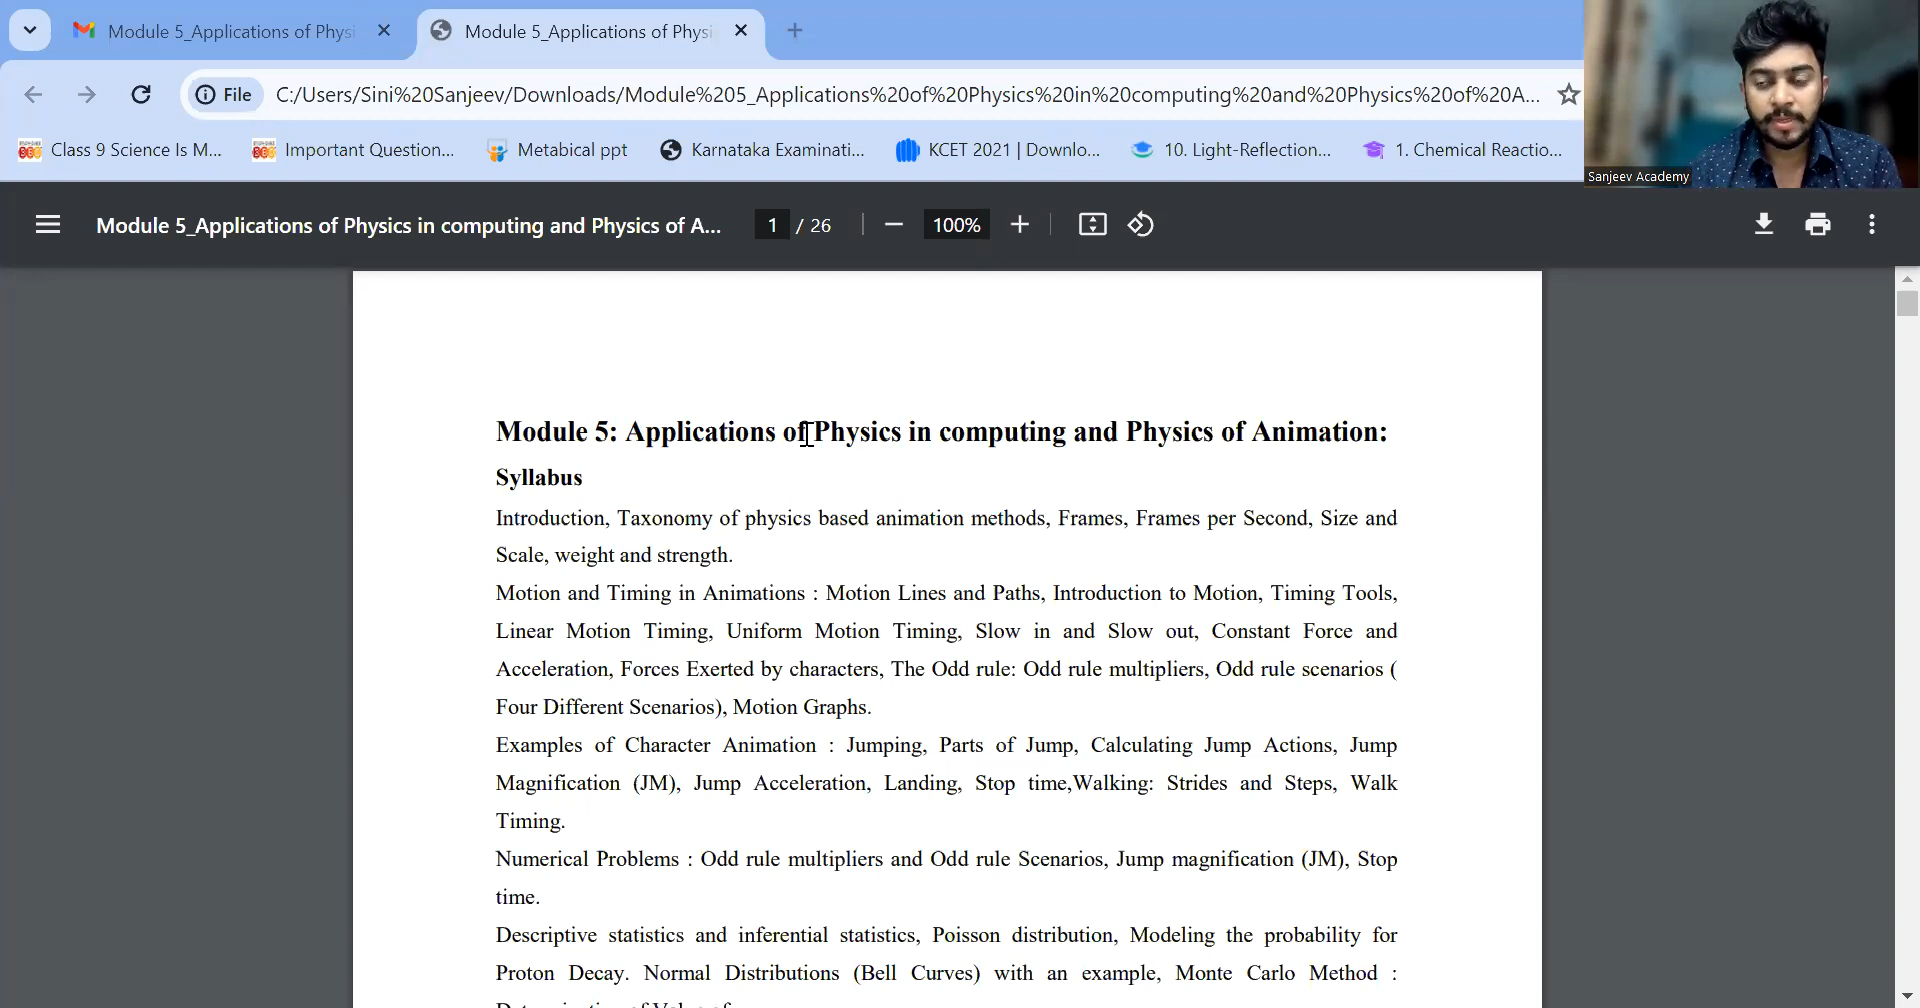 Module 5_Applications of Physi
Module 5_Applications of Physi
File
C:/Users/Sini%20Sanjeev/Downloads/Module%205_Applications%20of%20Physics%20in%20computing%20and%20Physics%20of%20A...
Class 9 Science Is M...
Important Question...
Metabical ppt
Karnataka Examinati...
KCET 2021 | Downlo...
10. Light-Reflection...
1. Chemical Reactio...
Sanjeev Academy
Module 5_Applications of Physics in computing and Physics of A...
1 / 26
100%
Module 5: Applications of Physics in computing and Physics of Animation:
Syllabus
Introduction, Taxonomy of physics based animation methods, Frames, Frames per Second, Size and
Scale, weight and strength.
Motion and Timing in Animations : Motion Lines and Paths, Introduction to Motion, Timing Tools,
Linear Motion Timing, Uniform Motion Timing, Slow in and Slow out, Constant Force and
Acceleration, Forces Exerted by characters, The Odd rule: Odd rule multipliers, Odd rule scenarios (
Four Different Scenarios), Motion Graphs.
Examples of Character Animation : Jumping, Parts of Jump, Calculating Jump Actions, Jump
Magnification (JM), Jump Acceleration, Landing, Stop time,Walking: Strides and Steps, Walk
Timing.
Numerical Problems : Odd rule multipliers and Odd rule Scenarios, Jump magnification (JM), Stop
time.
Descriptive statistics and inferential statistics, Poisson distribution, Modeling the probability for
Proton Decay. Normal Distributions (Bell Curves) with an example, Monte Carlo Method :